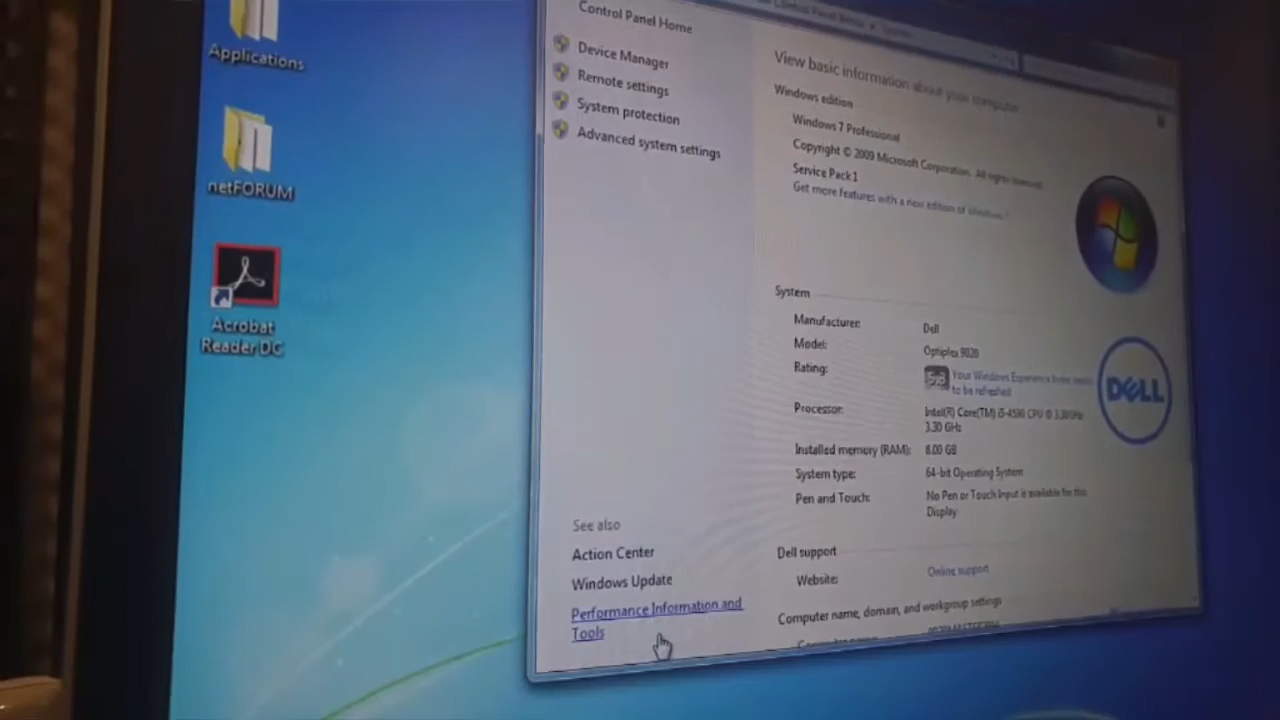 Applications
netFORUM
Acrobat
Reader DC
Control Panel Home
Device Manager
Remote settings
System protection
Advanced system settings
See also
Action Center
Windows Update
Performance Information and
Tools
View basic information about your computer
Windows edition
Windows 7 Professional
Copyright © 2009 Microsoft Corporation. All rights reserved.
Service Pack 1
Get more features with a new edition of Windows 7
System
Manufacturer: Dell
Model: Optiplex 9020
Rating: Your Windows Experience Index needs
to be refreshed
Processor: Intel(R) Core(TM) i5-4590 CPU @ 3.30GHz
3.30 GHz
Installed memory (RAM): 8.00 GB
System type: 64-bit Operating System
Pen and Touch: No Pen or Touch Input is available for this
Display
DELL
Dell support
Website: Online support
Computer name, domain, and workgroup settings